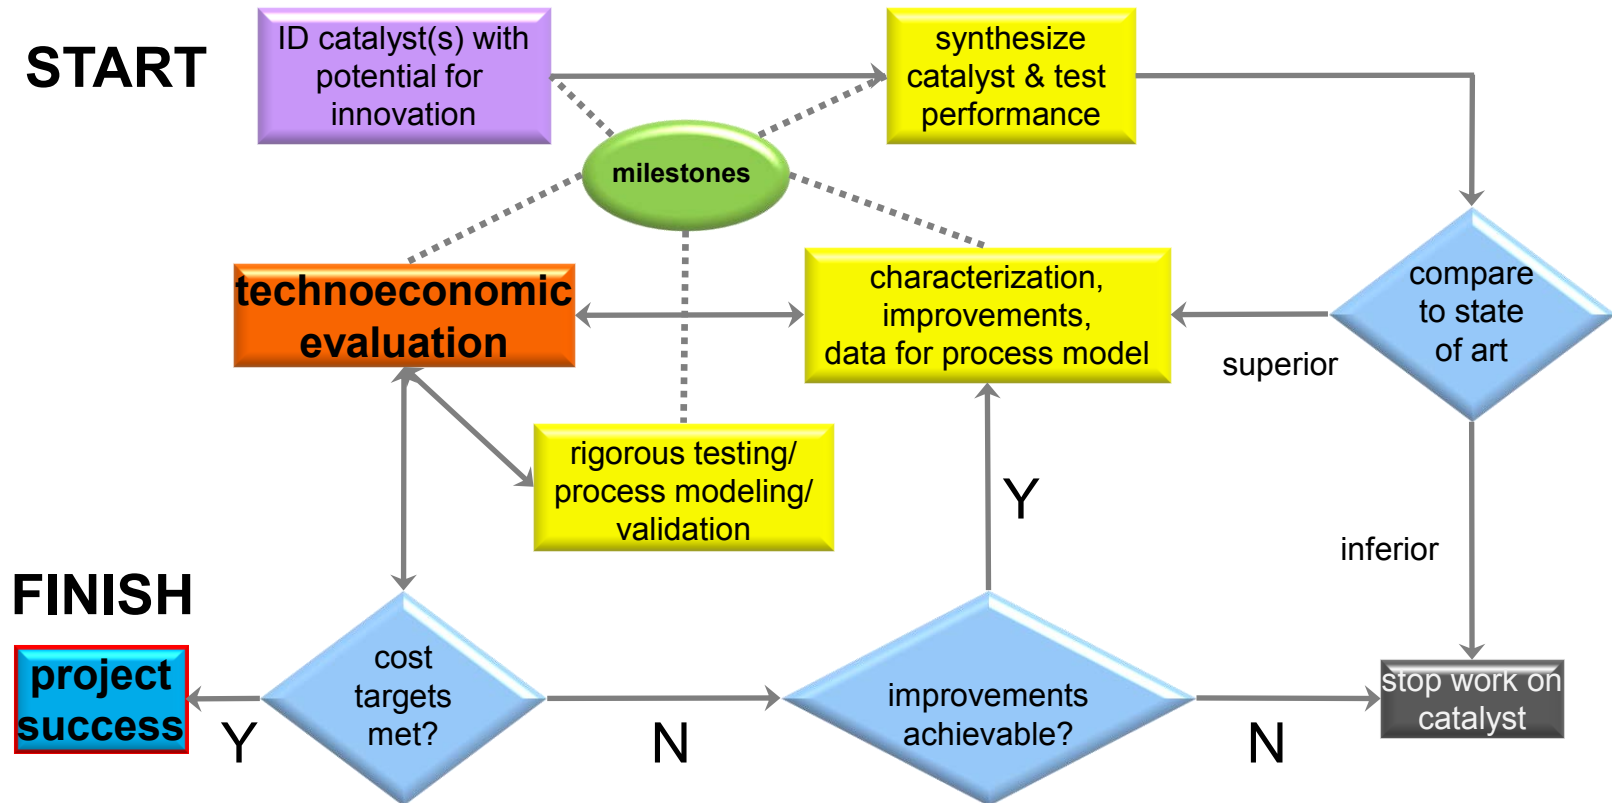 START
ID catalyst(s) with
potential for
innovation
synthesize
catalyst & test
performance
milestones
technoeconomic
evaluation
characterization,
improvements,
data for process model
compare
to state
of art
superior
rigorous testing/
process modeling/
validation
Y
inferior
FINISH
project
success
Y
cost
targets
met?
N
improvements
achievable?
N
stop work on
catalyst